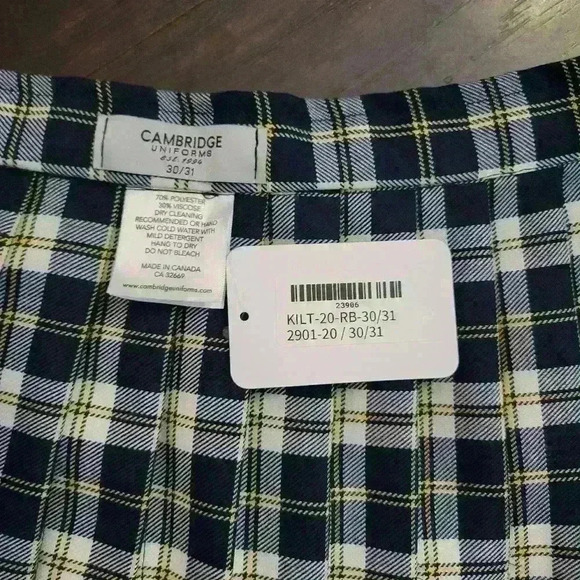 CAMBRIDGE
UNIFORMS
est. 1996
30/31
70% POLYESTER
30% VISCOSE
DRY CLEANING
RECOMMENDED OR HAND
WASH COLD WATER WITH
MILD DETERGENT
HANG TO DRY
DO NOT BLEACH
MADE IN CANADA
CA 32669
www.cambridgeuniforms.com
23906
KILT-20-RB-30/31
2901-20 / 30/31